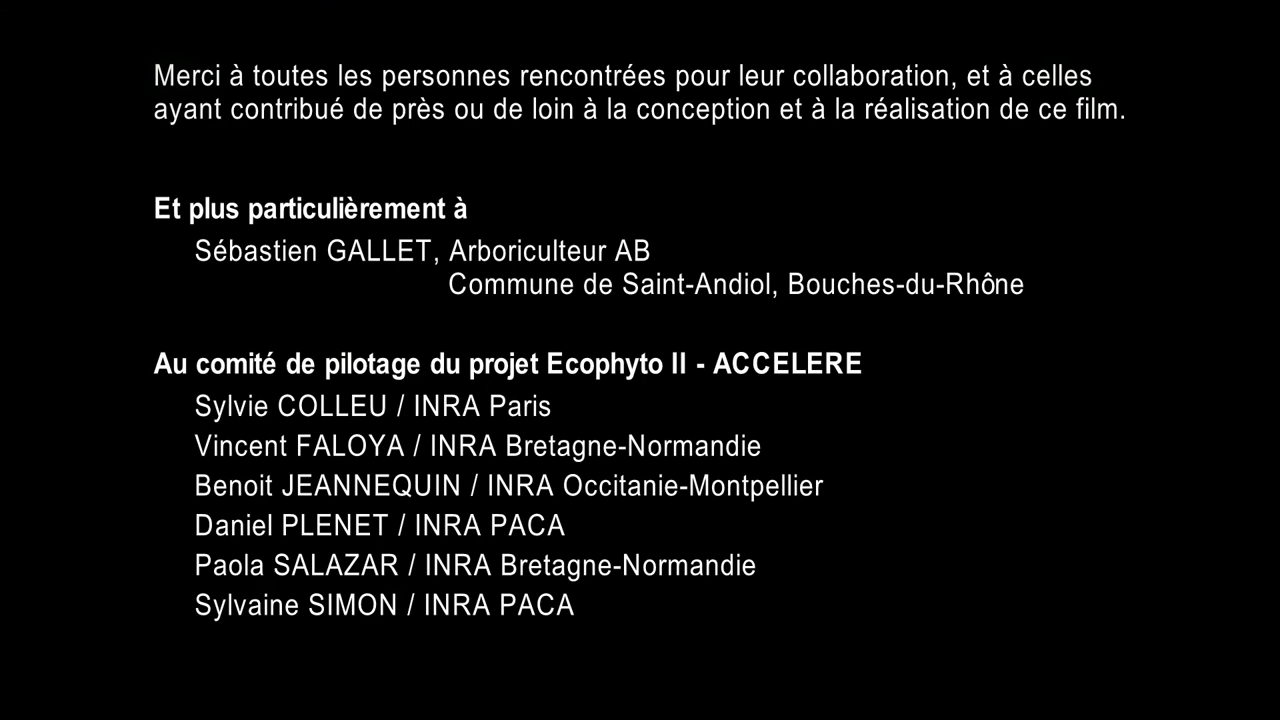 Merci à toutes les personnes rencontrées pour leur collaboration, et à celles
ayant contribué de près ou de loin à la conception et à la réalisation de ce film.
Et plus particulièrement à
Sébastien GALLET, Arboriculteur AB
Commune de Saint-Andiol, Bouches-du-Rhône
Au comité de pilotage du projet Ecophyto II - ACCELERE
Sylvie COLLEU / INRA Paris
Vincent FALOYA / INRA Bretagne-Normandie
Benoit JEANNEQUIN / INRA Occitanie-Montpellier
Daniel PLENET / INRA PACA
Paola SALAZAR / INRA Bretagne-Normandie
Sylvaine SIMON / INRA PACA